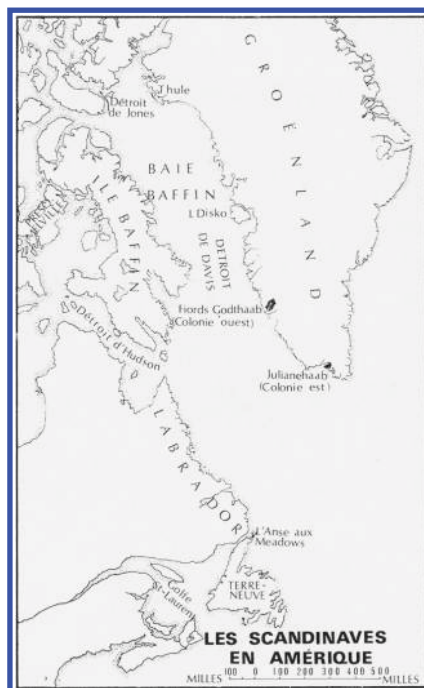 GROENLAND
Thule
Détroit
de Jones
BAIE
BAFFIN
ILE BAFFIN
I. Disko
DETROIT
DE DAVIS
Fiords Godthaab
(Colonie ouest)
Détroit d'Hudson
Julianehaab
(Colonie est)
LABRADOR
L'Anse aux
Meadows
Golfe
St-Laurent
TERRE-
NEUVE
LES SCANDINAVES
EN AMÉRIQUE
100 0 100 200 300 400 500
MILLES MILLES